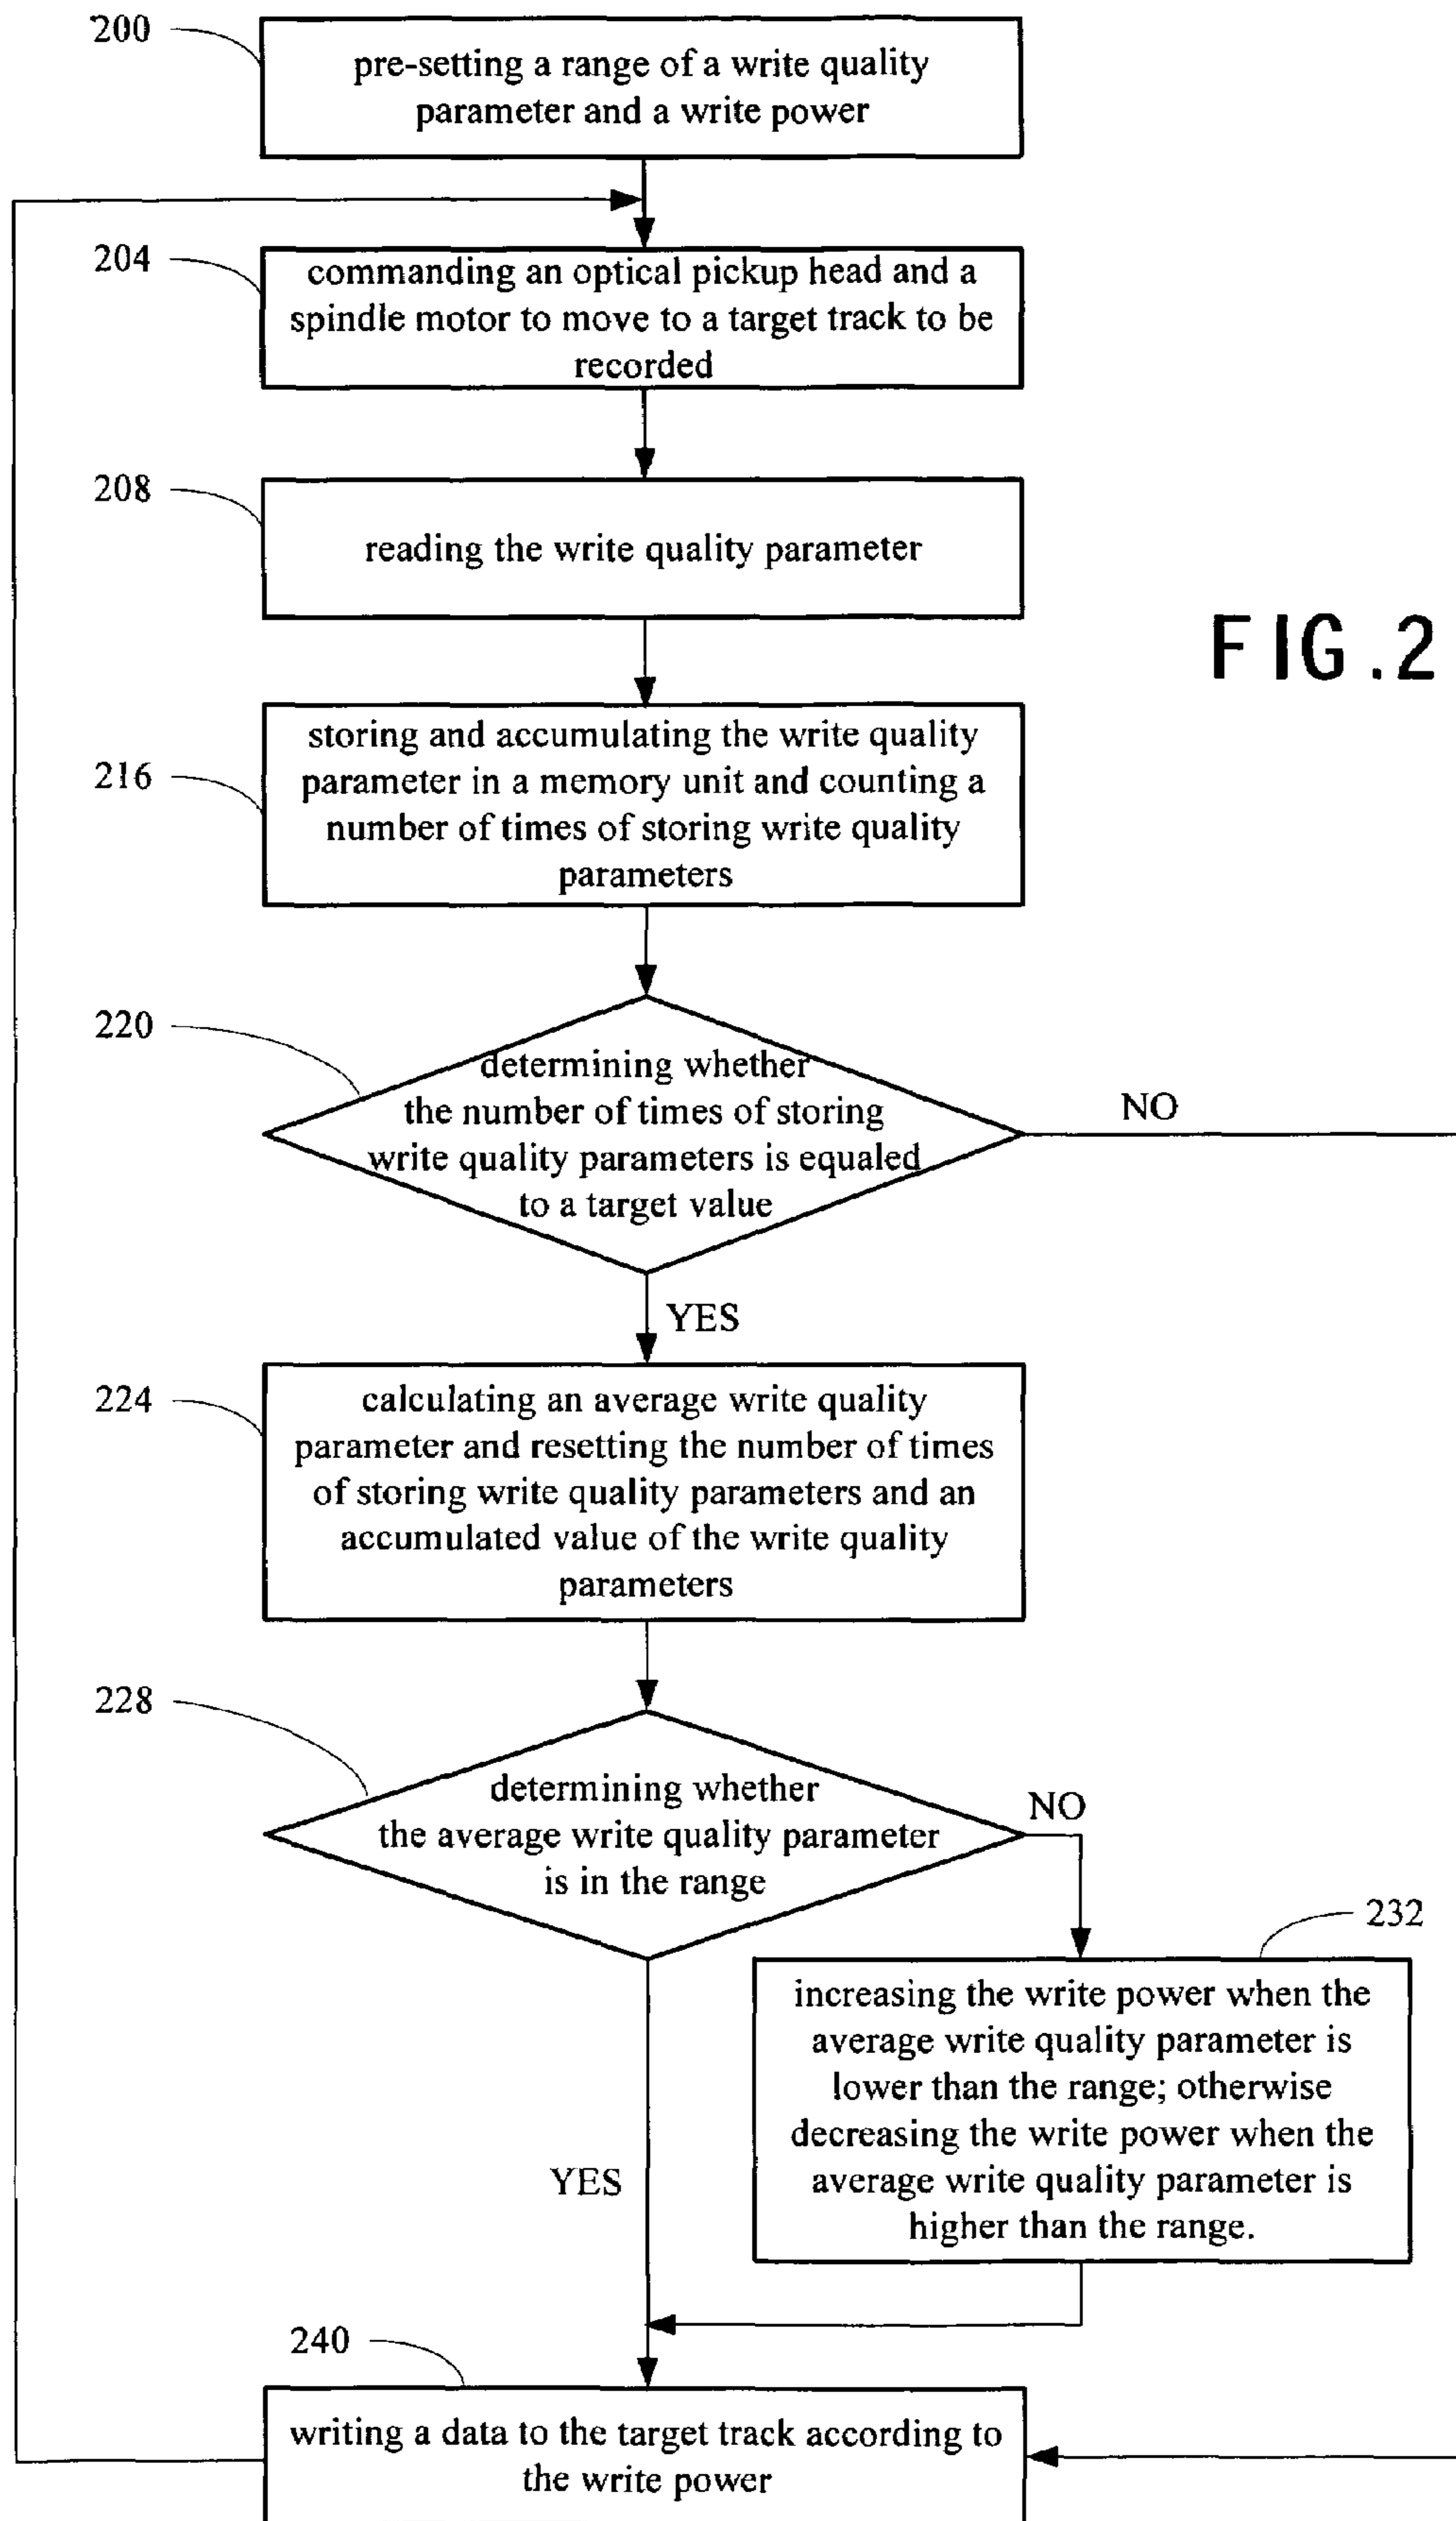 200
pre-setting a range of a write quality
parameter and a write power
204
commanding an optical pickup head and a
spindle motor to move to a target track to be
recorded
208
reading the write quality parameter
FIG.2
216
storing and accumulating the write quality
parameter in a memory unit and counting a
number of times of storing write quality
parameters
220
determining whether
the number of times of storing
write quality parameters is equaled
to a target value
NO
YES
224
calculating an average write quality
parameter and resetting the number of times
of storing write quality parameters and an
accumulated value of the write quality
parameters
228
determining whether
the average write quality parameter
is in the range
NO
232
increasing the write power when the
average write quality parameter is
lower than the range; otherwise
decreasing the write power when the
average write quality parameter is
higher than the range.
YES
240
writing a data to the target track according to
the write power